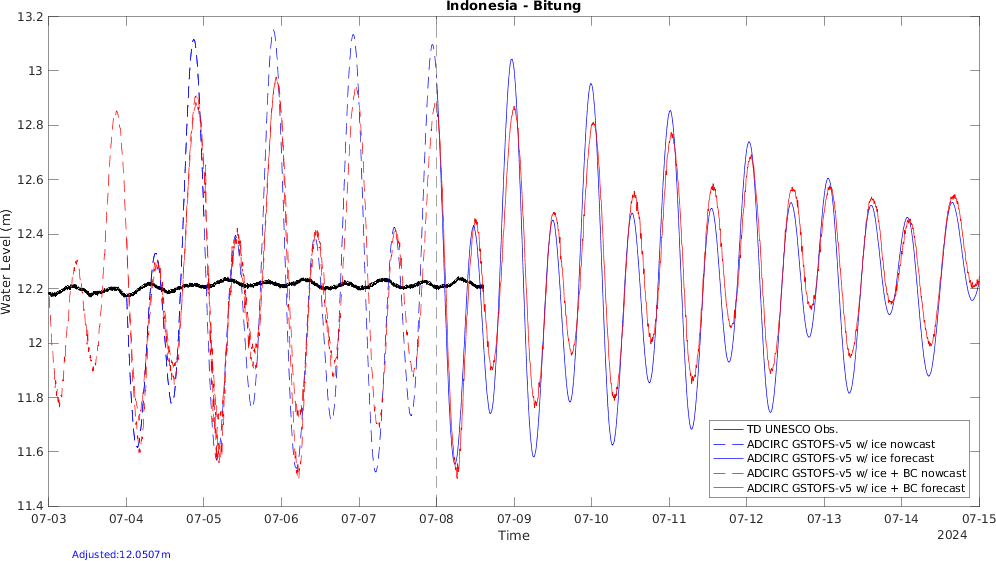 Indonesia - Bitung
Water Level (m)
13.2
13
12.8
12.6
12.4
12.2
12
11.8
11.6
11.4
TD UNESCO Obs.
ADCIRC GSTOFS-v5 w/ ice nowcast
ADCIRC GSTOFS-v5 w/ ice forecast
ADCIRC GSTOFS-v5 w/ ice + BC nowcast
ADCIRC GSTOFS-v5 w/ ice + BC forecast
07-03 07-04 07-05 07-06 07-07 07-08 07-09 07-10 07-11 07-12 07-13 07-14 07-15
Time
2024
Adjusted:12.0507m